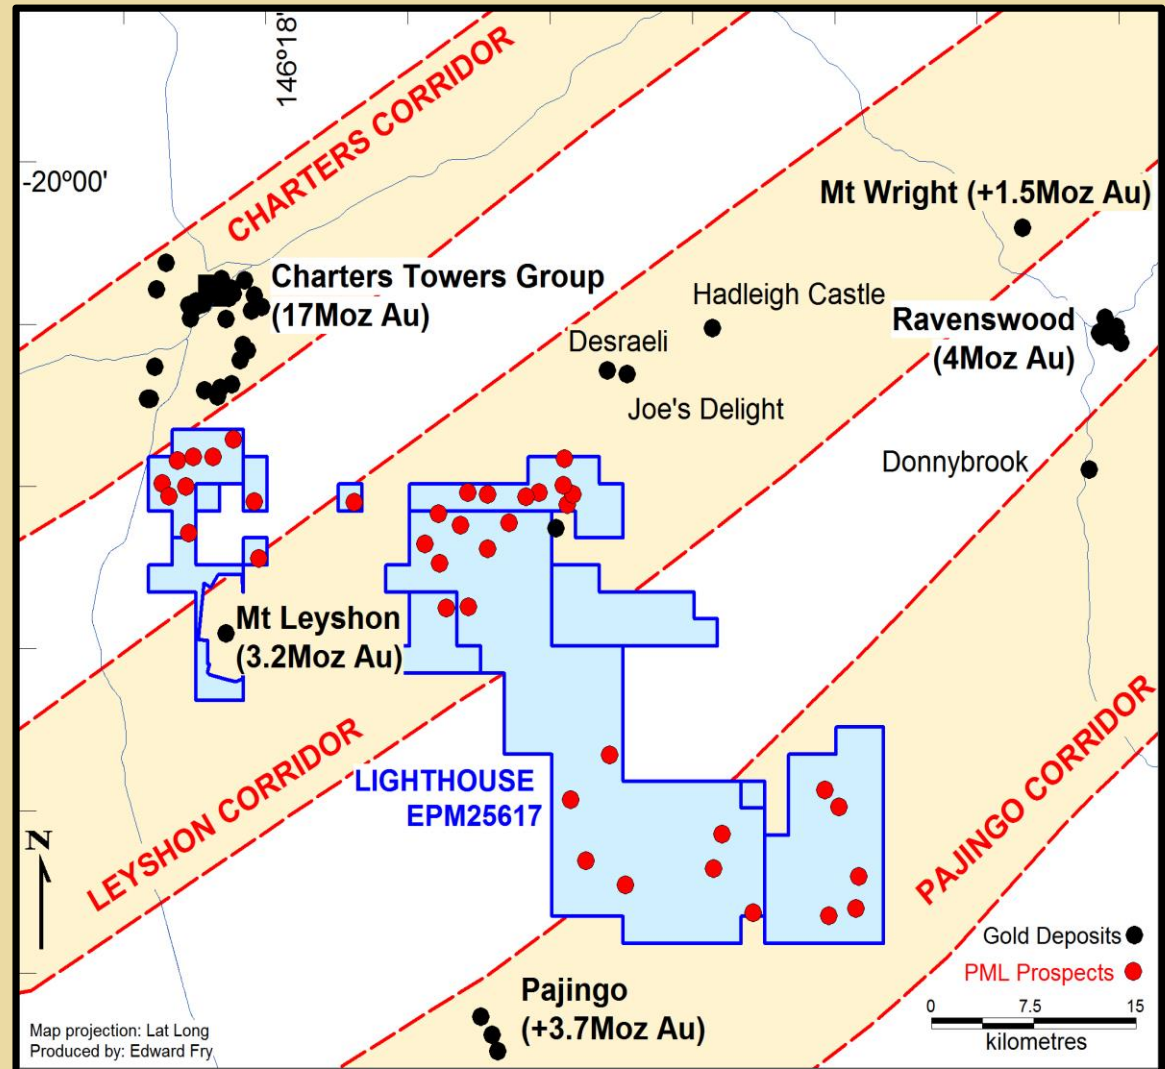 146°18'
CHARTERS CORRIDOR
-20°00'
Mt Wright (+1.5Moz Au)
Charters Towers Group
(17Moz Au)
Hadleigh Castle
Ravenswood
(4Moz Au)
Desraeli
Joe's Delight
Donnybrook
Mt Leyshon
(3.2Moz Au)
LEYSHON CORRIDOR
LIGHTHOUSE
EPM25617
PAJINGO CORRIDOR
N
Gold Deposits
PML Prospects
Pajingo
(+3.7Moz Au)
0 7.5 15
kilometres
Map projection: Lat Long
Produced by: Edward Fry